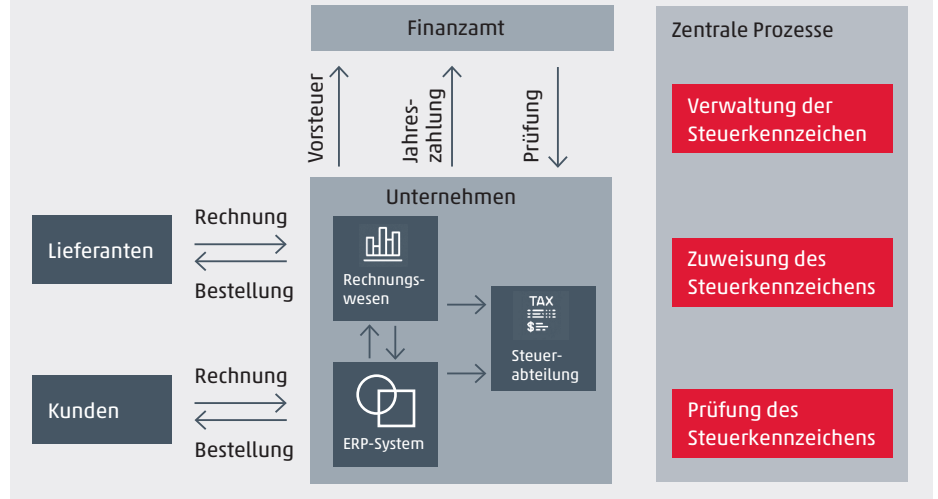 Finanzamt
Vorsteuer
Jahres-
zahlung
Prüfung
Unternehmen
Lieferanten
Rechnung
Bestellung
Rechnungs-
wesen
TAX
$
Steuer-
abteilung
Kunden
Rechnung
Bestellung
ERP-System
Zentrale Prozesse
Verwaltung der
Steuerkennzeichen
Zuweisung des
Steuerkennzeichens
Prüfung des
Steuerkennzeichens